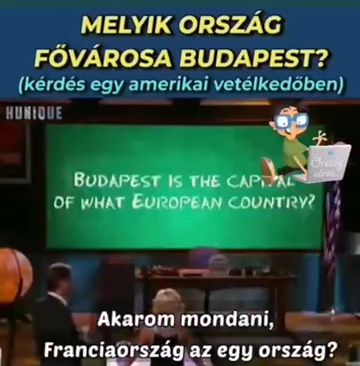 MELYIK ORSZÁG
FŐVÁROSA BUDAPEST?
(kérdés egy amerikai vetélkedőben)
HUNIQUE
BUDAPEST IS THE CAPITAL
OF WHAT EUROPEAN COUNTRY?
Akarom mondani,
Franciaország az egy ország?